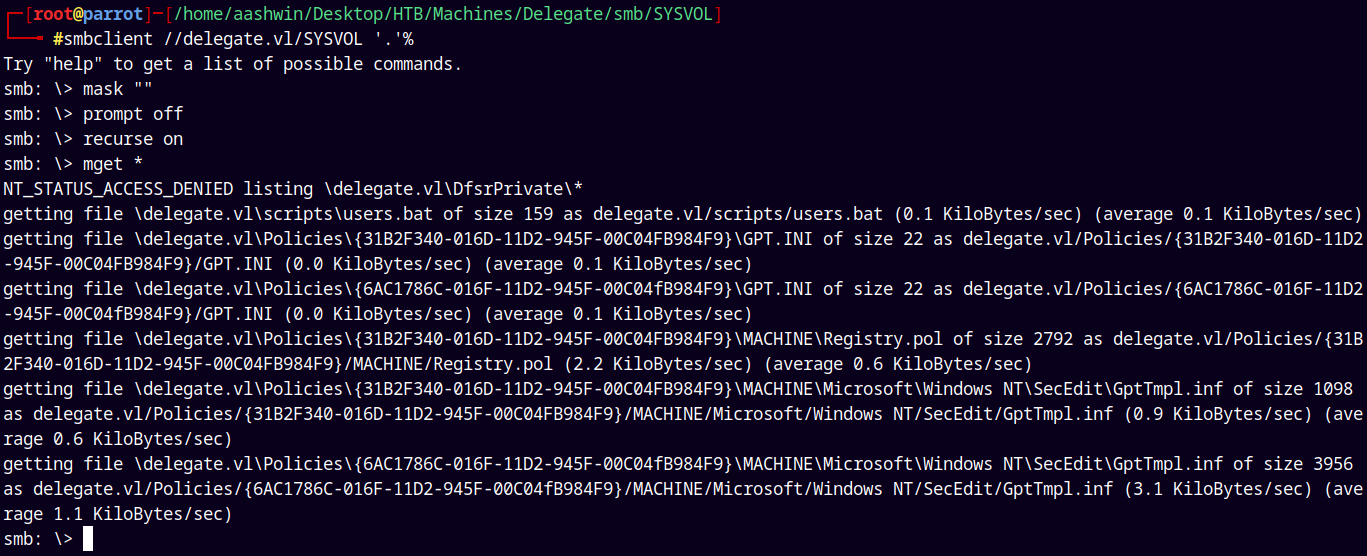 ┌─[root@parrot]─[/home/aashwin/Desktop/HTB/Machines/Delegate/smb/SYSVOL]
└──╼ #smbclient //delegate.vl/SYSVOL '.'%
Try "help" to get a list of possible commands.
smb: \> mask ""
smb: \> prompt off
smb: \> recurse on
smb: \> mget *
NT_STATUS_ACCESS_DENIED listing \delegate.vl\DfsrPrivate\*
getting file \delegate.vl\scripts\users.bat of size 159 as delegate.vl/scripts/users.bat (0.1 KiloBytes/sec) (average 0.1 KiloBytes/sec)
getting file \delegate.vl\Policies\{31B2F340-016D-11D2-945F-00C04FB984F9}\GPT.INI of size 22 as delegate.vl/Policies/{31B2F340-016D-11D2
-945F-00C04FB984F9}/GPT.INI (0.0 KiloBytes/sec) (average 0.1 KiloBytes/sec)
getting file \delegate.vl\Policies\{6AC1786C-016F-11D2-945F-00C04fB984F9}\GPT.INI of size 22 as delegate.vl/Policies/{6AC1786C-016F-11D2
-945F-00C04fB984F9}/GPT.INI (0.0 KiloBytes/sec) (average 0.1 KiloBytes/sec)
getting file \delegate.vl\Policies\{31B2F340-016D-11D2-945F-00C04FB984F9}\MACHINE\Registry.pol of size 2792 as delegate.vl/Policies/{31B
2F340-016D-11D2-945F-00C04FB984F9}/MACHINE/Registry.pol (2.2 KiloBytes/sec) (average 0.6 KiloBytes/sec)
getting file \delegate.vl\Policies\{31B2F340-016D-11D2-945F-00C04FB984F9}\MACHINE\Microsoft\Windows NT\SecEdit\GptTmpl.inf of size 1098
as delegate.vl/Policies/{31B2F340-016D-11D2-945F-00C04FB984F9}/MACHINE/Microsoft/Windows NT/SecEdit/GptTmpl.inf (0.9 KiloBytes/sec) (ave
rage 0.6 KiloBytes/sec)
getting file \delegate.vl\Policies\{6AC1786C-016F-11D2-945F-00C04fB984F9}\MACHINE\Microsoft\Windows NT\SecEdit\GptTmpl.inf of size 3956
as delegate.vl/Policies/{6AC1786C-016F-11D2-945F-00C04fB984F9}/MACHINE/Microsoft/Windows NT/SecEdit/GptTmpl.inf (3.1 KiloBytes/sec) (ave
rage 1.1 KiloBytes/sec)
smb: \>